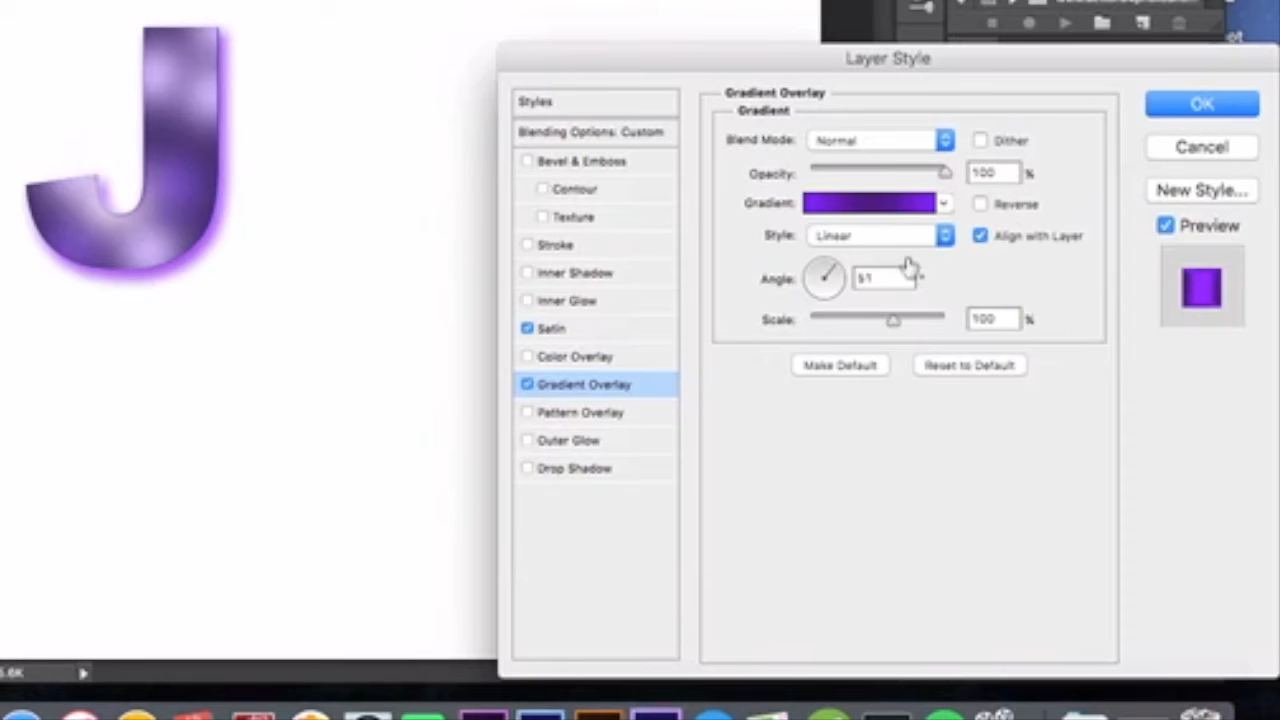 J
Layer Style
Styles
Blending Options: Custom
Bevel & Emboss
Contour
Texture
Stroke
Inner Shadow
Inner Glow
Satin
Color Overlay
Gradient Overlay
Pattern Overlay
Outer Glow
Drop Shadow
Gradient Overlay
Gradient
Blend Mode: Normal Dither
Opacity: 100 %
Gradient: Reverse
Style: Linear Align with Layer
Angle: 51 °
Scale: 100 %
Make Default Reset to Default
OK
Cancel
New Style...
Preview